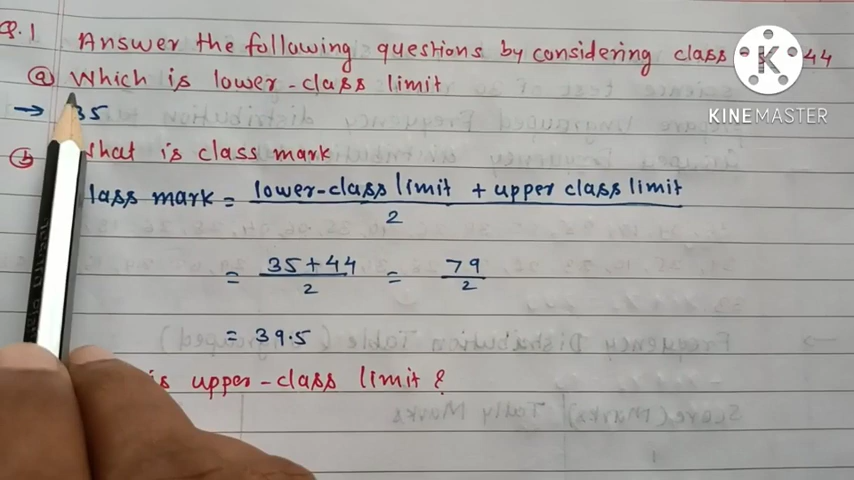 Q.1 Answer the following questions by considering class 44
ⓐ Which is lower-class limit
→ 35
ⓑ What is class mark
lass mark = lower-class limit + upper class limit / 2
= 35+44 / 2 = 79 / 2
= 39.5
is upper-class limit ?
K
KINEMASTER